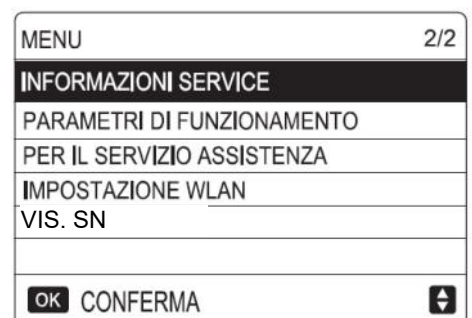 MENU 2/2
INFORMAZIONI SERVICE
PARAMETRI DI FUNZIONAMENTO
PER IL SERVIZIO ASSISTENZA
IMPOSTAZIONE WLAN
VIS. SN
OK CONFERMA